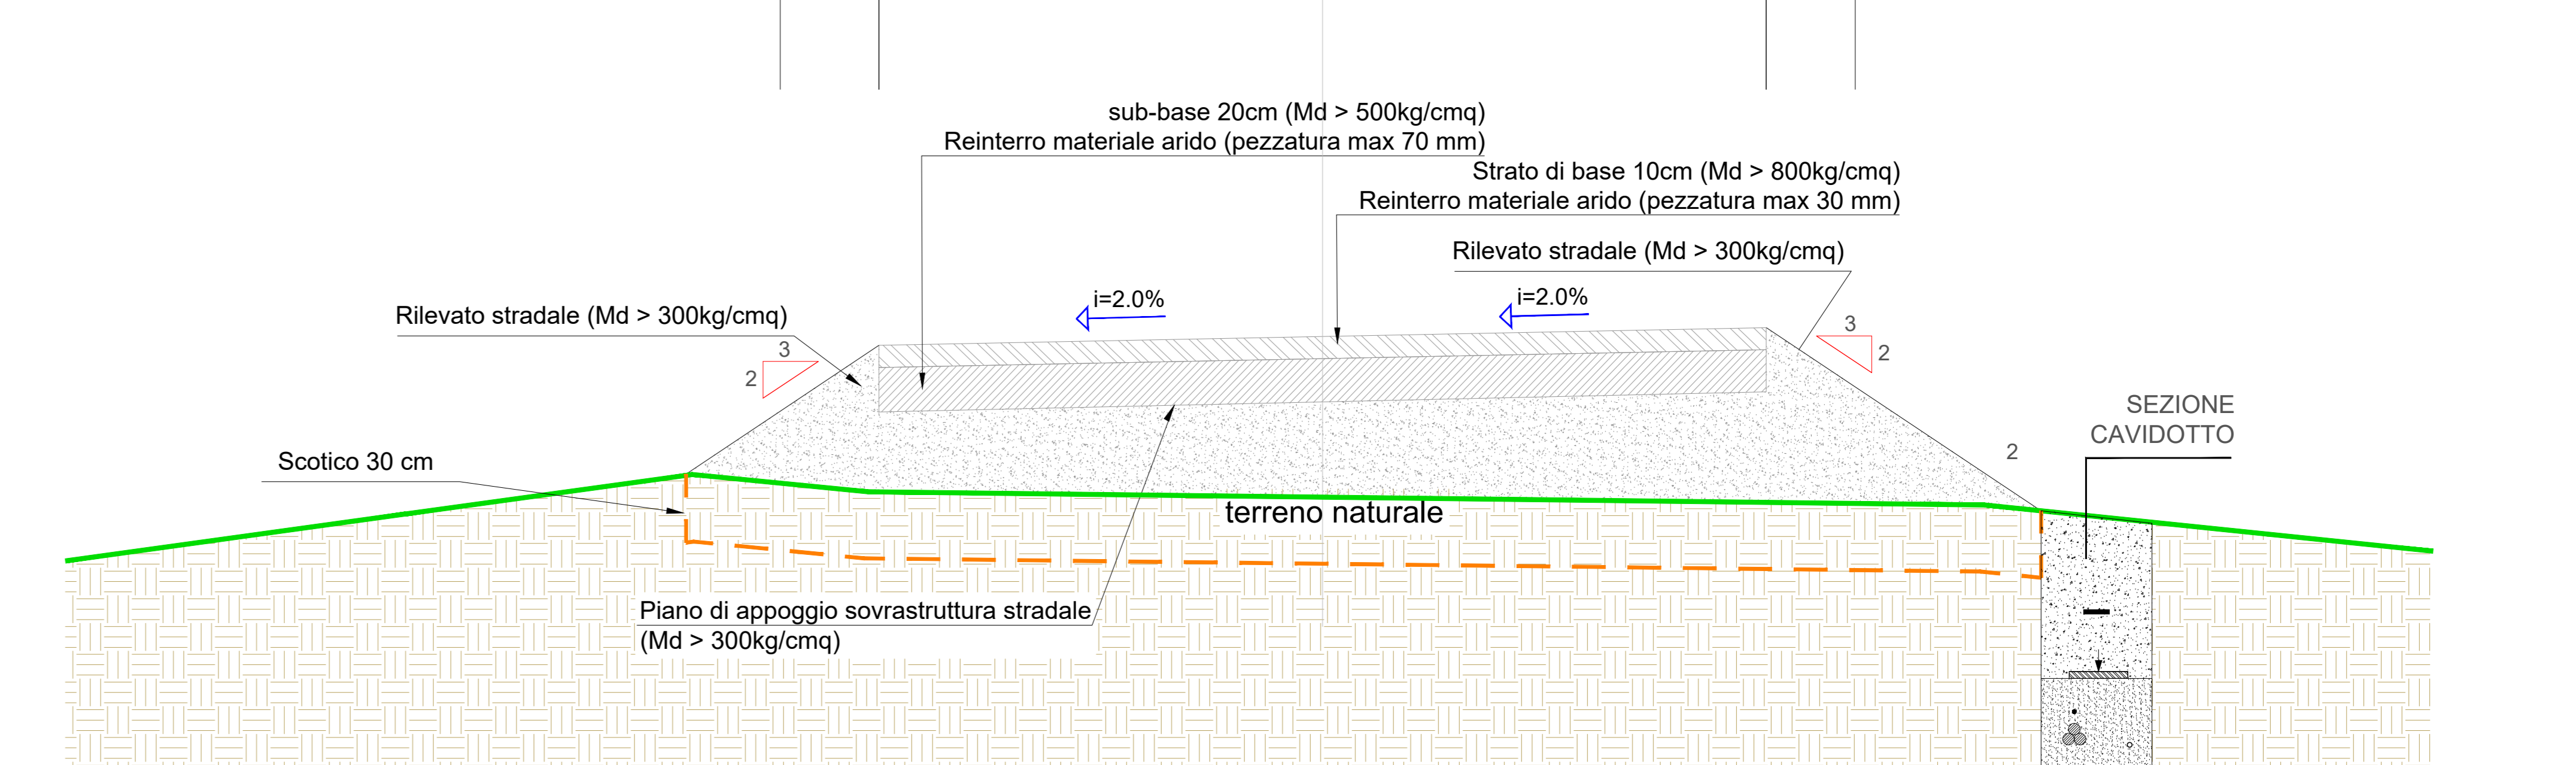 sub-base 20cm (Md > 500kg/cmq)
Reinterro materiale arido (pezzatura max 70 mm)
Strato di base 10cm (Md > 800kg/cmq)
Reinterro materiale arido (pezzatura max 30 mm)
Rilevato stradale (Md > 300kg/cmq)
i=2.0%
i=2.0%
Rilevato stradale (Md > 300kg/cmq)
3
2
3
2
SEZIONE
CAVIDOTTO
2
Scotico 30 cm
terreno naturale
Piano di appoggio sovrastruttura stradale
(Md > 300kg/cmq)